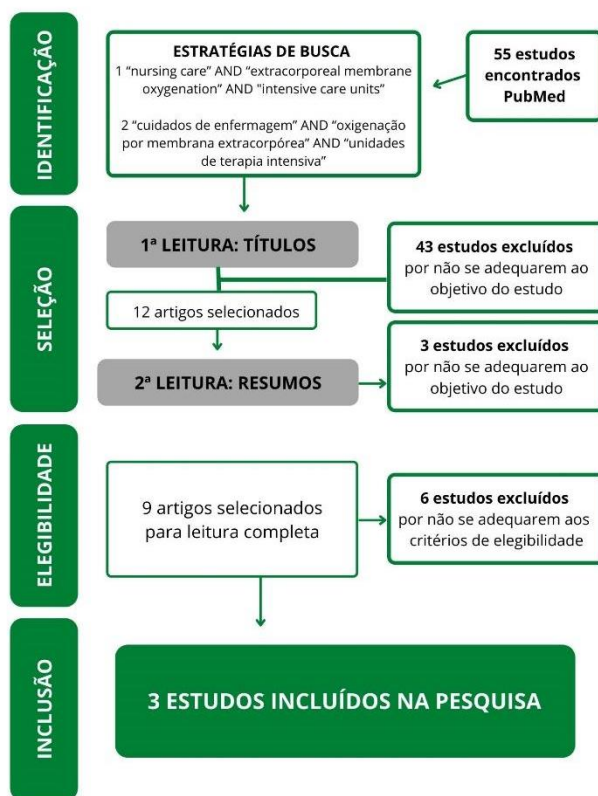 IDENTIFICAÇÃO
ESTRATÉGIAS DE BUSCA
1 “nursing care” AND “extracorporeal membrane
oxygenation” AND "intensive care units”
2 “cuidados de enfermagem” AND “oxigenação
por membrana extracorpórea” AND “unidades
de terapia intensiva”
55 estudos
encontrados
PubMed
SELEÇÃO
1ª LEITURA: TÍTULOS
43 estudos excluídos
por não se adequarem ao
objetivo do estudo
12 artigos selecionados
2ª LEITURA: RESUMOS
3 estudos excluídos
por não se adequarem ao
objetivo do estudo
ELEGIBILIDADE
9 artigos selecionados
para leitura completa
6 estudos excluídos
por não se adequarem aos
critérios de elegibilidade
INCLUSÃO
3 ESTUDOS INCLUÍDOS NA PESQUISA